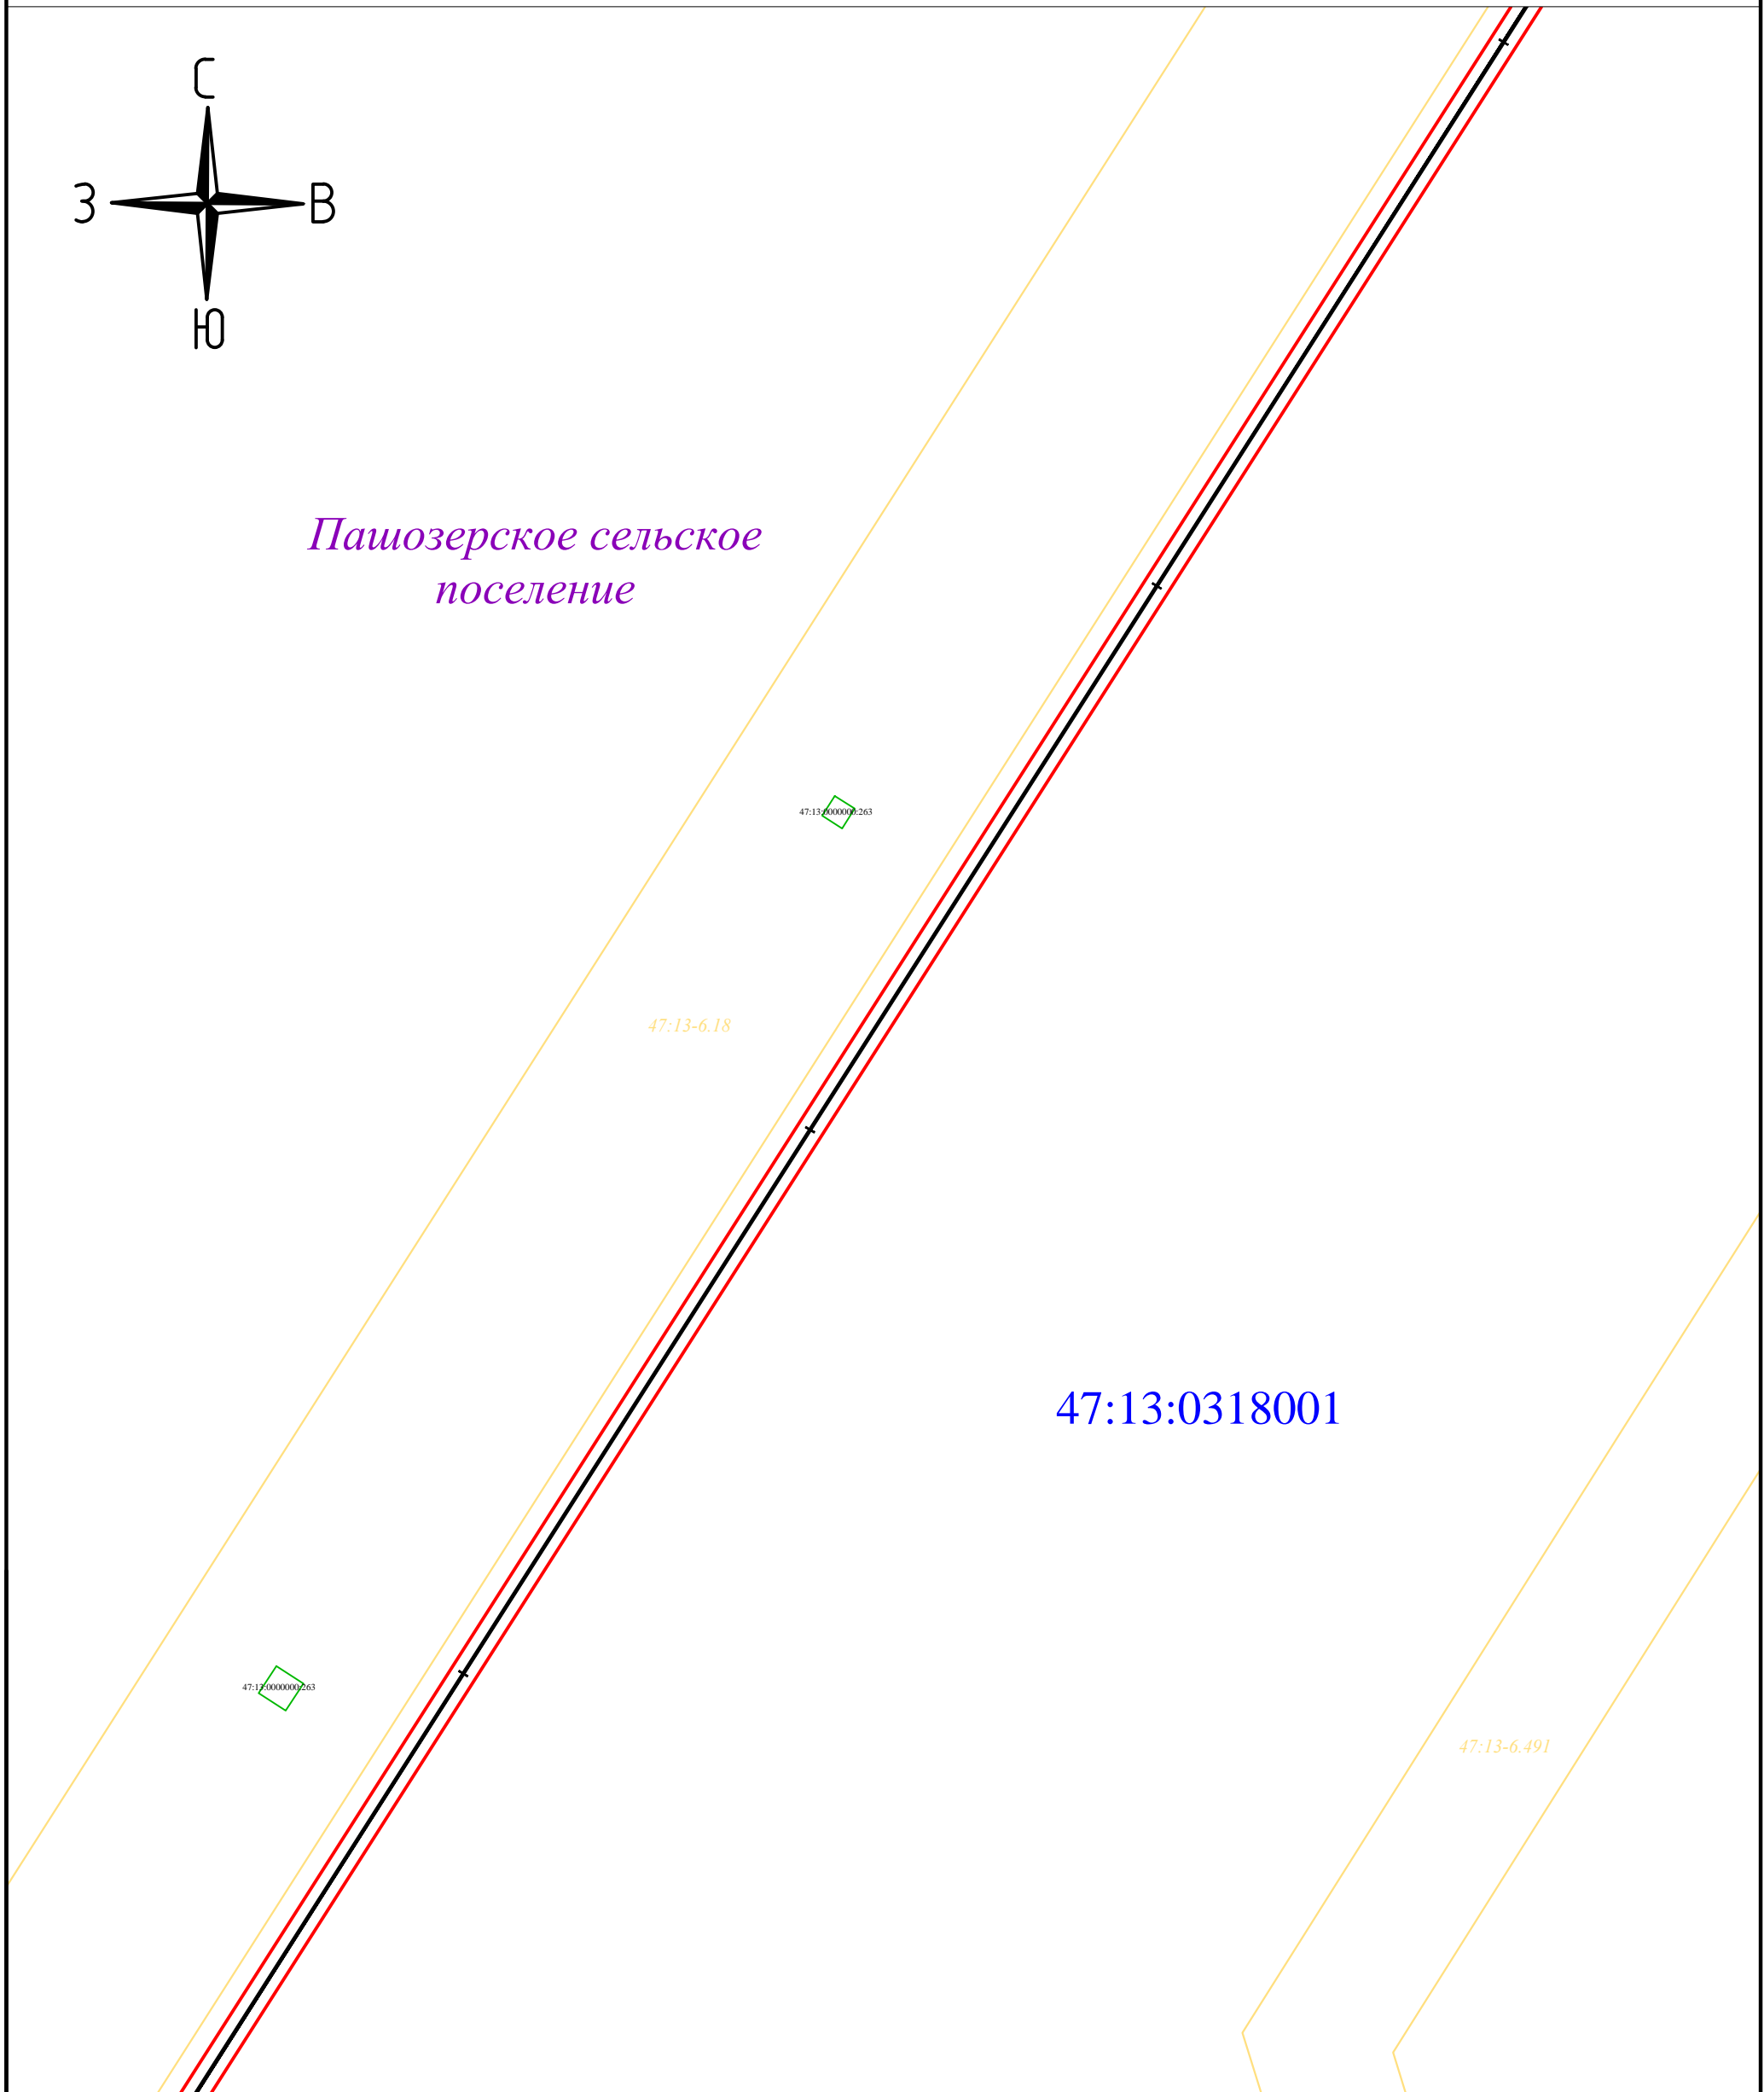 С
З
В
Ю
Пашозерское сельское
поселение
47:13:0000000:263
47:13-6.18
47:13:0318001
47:13:0000000:263
47:13-6.491